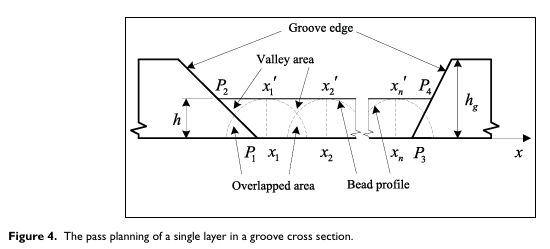 Groove edge
Valley area
P₂ x₁′ x₂′ xₙ′ P₄
h h_g
P₁ x₁ x₂ xₙ P₃ x
Overlapped area Bead profile
Figure 4. The pass planning of a single layer in a groove cross section.